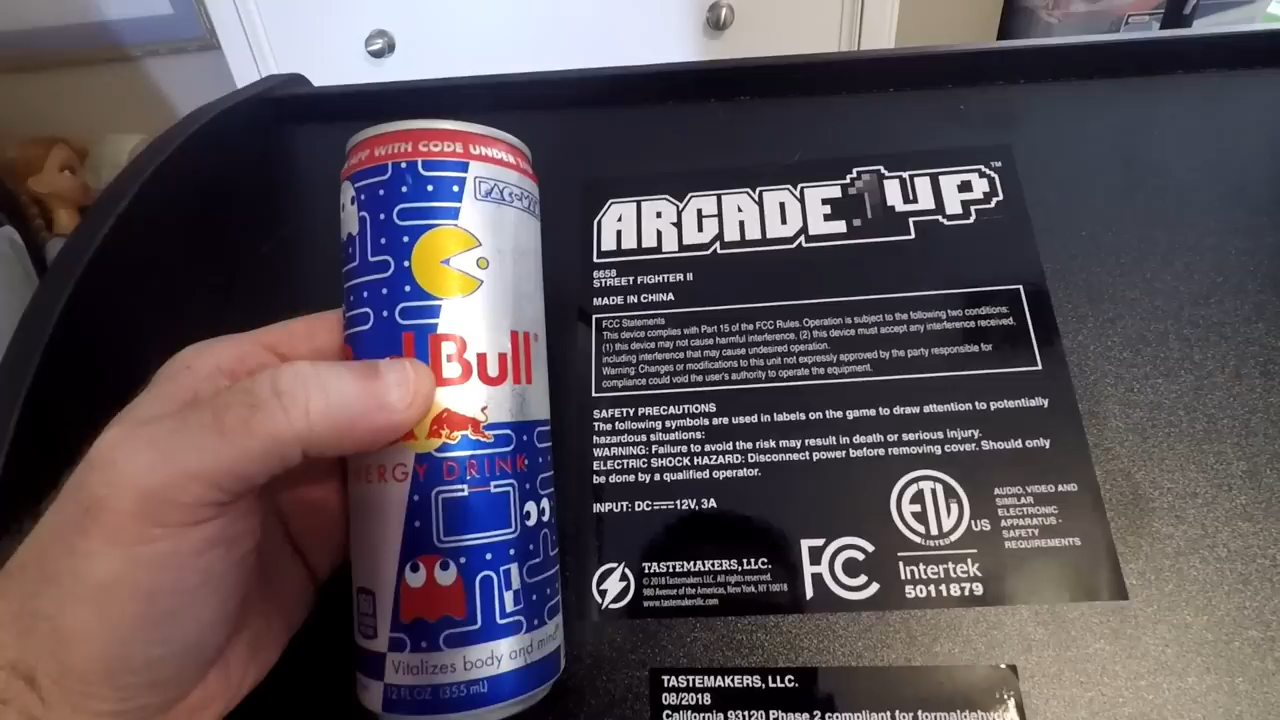 APP WITH CODE UNDER
PAC-MAN
Red Bull
ENERGY DRINK
Vitalizes body and mind
12 FL OZ (355 mL)
ARCADE1UP™
6658
STREET FIGHTER II
MADE IN CHINA
FCC Statements
This device complies with Part 15 of the FCC Rules. Operation is subject to the following two conditions:
(1) this device may not cause harmful interference, (2) this device must accept any interference received,
including interference that may cause undesired operation.
Warning: Changes or modifications to this unit not expressly approved by the party responsible for
compliance could void the user's authority to operate the equipment.
SAFETY PRECAUTIONS
The following symbols are used in labels on the game to draw attention to potentially
hazardous situations:
WARNING: Failure to avoid the risk may result in death or serious injury.
ELECTRIC SHOCK HAZARD: Disconnect power before removing cover. Should only
be done by a qualified operator.
INPUT: DC⎓12V, 3A
TASTEMAKERS, LLC.
© 2018 Tastemakers LLC. All rights reserved.
980 Avenue of the Americas, New York, NY 10018
www.tastemakersllc.com
FC
ETL
LISTED
US
Intertek
5011879
AUDIO, VIDEO AND
SIMILAR
ELECTRONIC
APPARATUS -
SAFETY
REQUIREMENTS
TASTEMAKERS, LLC.
08/2018
California 93120 Phase 2 compliant for formaldehyde